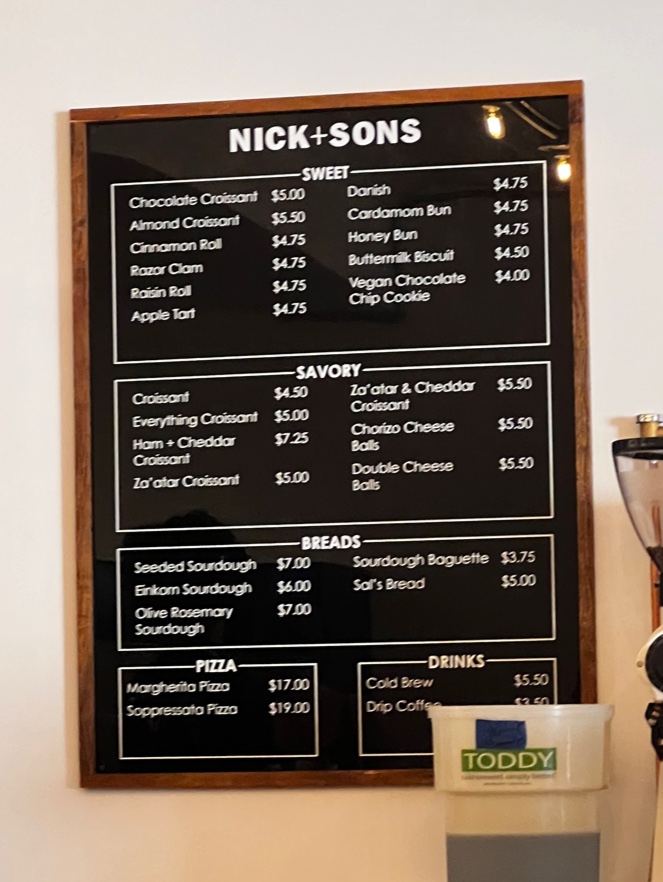 NICK+SONS
SWEET
Chocolate Croissant $5.00
Almond Croissant $5.50
Cinnamon Roll $4.75
Razor Clam $4.75
Raisin Roll $4.75
Apple Tart $4.75
Danish $4.75
Cardamom Bun $4.75
Honey Bun $4.75
Buttermilk Biscuit $4.50
Vegan Chocolate $4.00
Chip Cookie
SAVORY
Croissant $4.50
Everything Croissant $5.00
Ham + Cheddar $7.25
Croissant
Za'atar Croissant $5.00
Za'atar & Cheddar $5.50
Croissant
Chorizo Cheese $5.50
Balls
Double Cheese $5.50
Balls
BREADS
Seeded Sourdough $7.00
Einkorn Sourdough $6.00
Olive Rosemary $7.00
Sourdough
Sourdough Baguette $3.75
Sal's Bread $5.00
PIZZA
Margherita Pizza $17.00
Soppressata Pizza $19.00
DRINKS
Cold Brew $5.50
Drip Coffee $3.50
TODDY